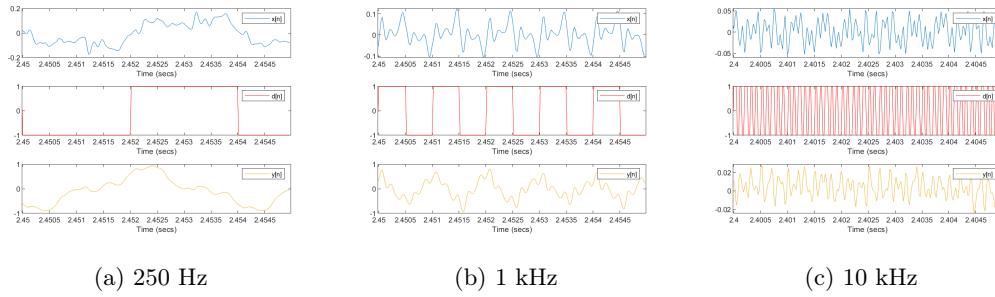 0.2
0
-0.2
x[n]
2.45 2.4505 2.451 2.4515 2.452 2.4525 2.453 2.4535 2.454 2.4545
Time (secs)
1
0
-1
d[n]
2.45 2.4505 2.451 2.4515 2.452 2.4525 2.453 2.4535 2.454 2.4545
Time (secs)
1
0
-1
y[n]
2.45 2.4505 2.451 2.4515 2.452 2.4525 2.453 2.4535 2.454 2.4545
Time (secs)
(a) 250 Hz
0.1
0
-0.1
x[n]
2.45 2.4505 2.451 2.4515 2.452 2.4525 2.453 2.4535 2.454 2.4545
Time (secs)
1
0
-1
d[n]
2.45 2.4505 2.451 2.4515 2.452 2.4525 2.453 2.4535 2.454 2.4545
Time (secs)
1
0
-1
y[n]
2.45 2.4505 2.451 2.4515 2.452 2.4525 2.453 2.4535 2.454 2.4545
Time (secs)
(b) 1 kHz
0.05
0
-0.05
x[n]
2.4 2.4005 2.401 2.4015 2.402 2.4025 2.403 2.4035 2.404 2.4045
Time (secs)
1
0
-1
d[n]
2.4 2.4005 2.401 2.4015 2.402 2.4025 2.403 2.4035 2.404 2.4045
Time (secs)
0.02
0
-0.02
y[n]
2.4 2.4005 2.401 2.4015 2.402 2.4025 2.403 2.4035 2.404 2.4045
Time (secs)
(c) 10 kHz